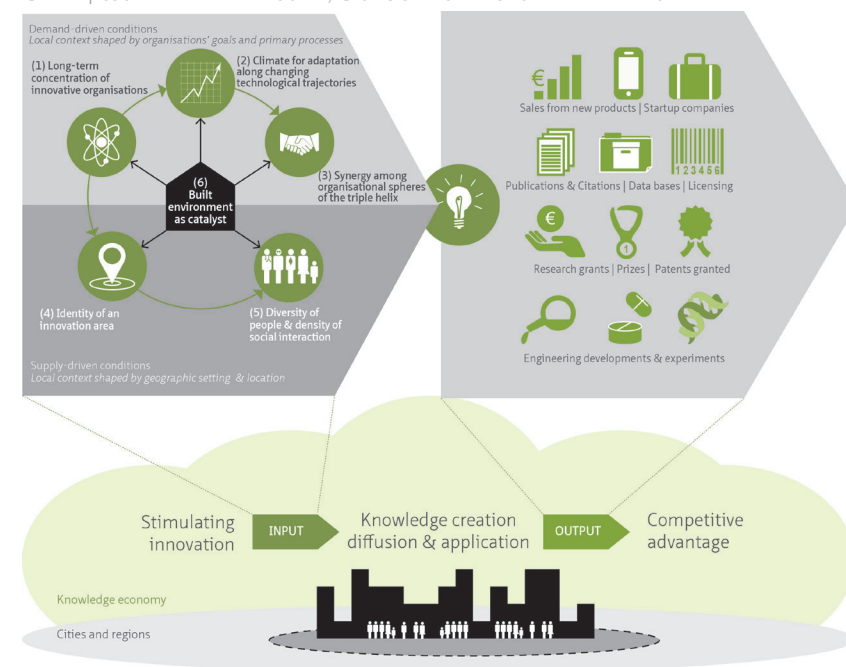 Demand-driven conditions
Local context shaped by organisations' goals and primary processes
(1) Long-term
concentration of
innovative organisations
(2) Climate for adaptation
along changing
technological trajectories
(3) Synergy among
organisational spheres
of the triple helix
(6)
Built
environment
as catalyst
(4) Identity of an
innovation area
(5) Diversity of
people & density of
social interaction
Supply-driven conditions
Local context shaped by geographic setting & location
€
Sales from new products | Startup companies
123456
Publications & Citations | Data bases | Licensing
€
1
Research grants | Prizes | Patents granted
Engineering developments & experiments
Stimulating
innovation
INPUT
Knowledge creation
diffusion & application
OUTPUT
Competitive
advantage
Knowledge economy
Cities and regions